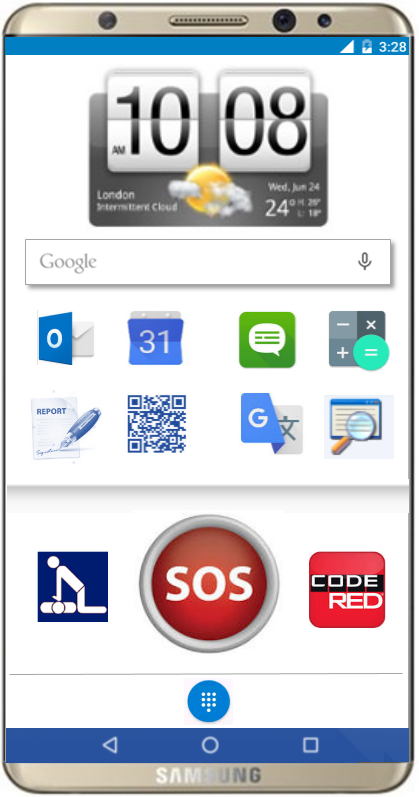 3:28
10 08
AM
London
Intermittent Cloud
Wed, Jun 24
24° H: 26°
L: 18°
Google
O
31
REPORT
G 文
SOS
CODE
RED
SAMSUNG